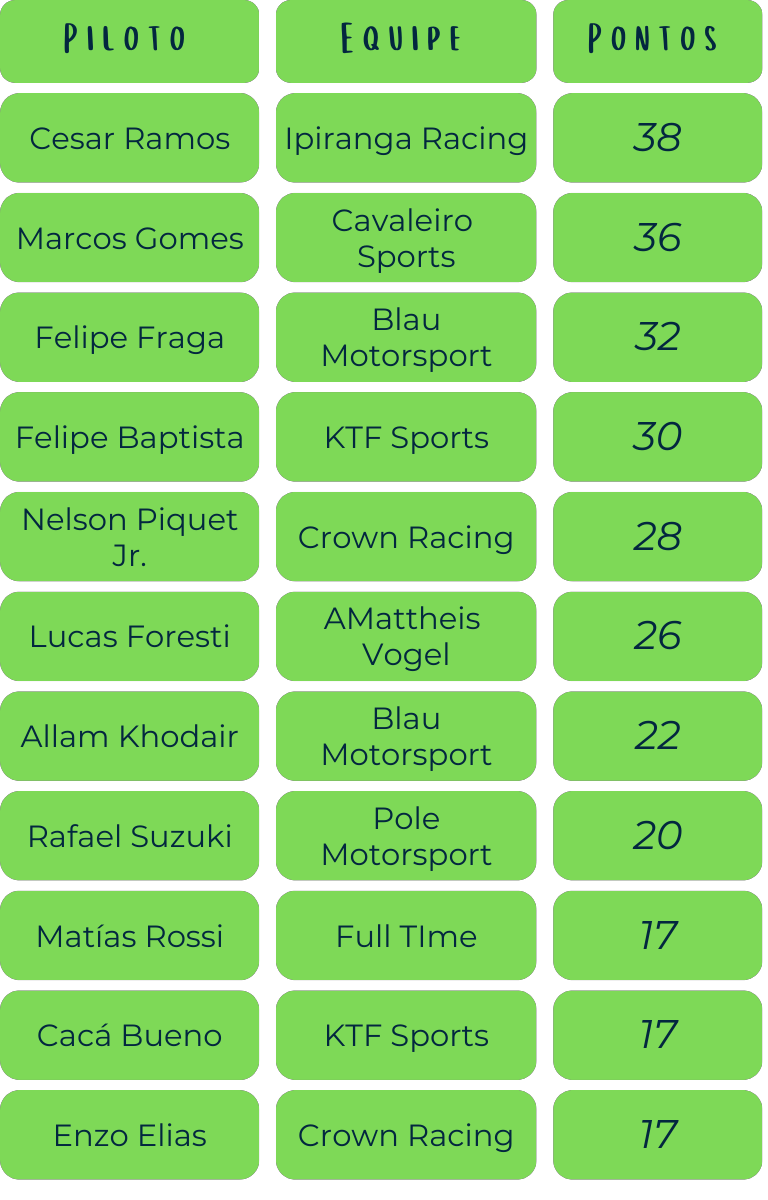 PILOTO EQUIPE PONTOS
Cesar Ramos Ipiranga Racing 38
Marcos Gomes Cavaleiro Sports 36
Felipe Fraga Blau Motorsport 32
Felipe Baptista KTF Sports 30
Nelson Piquet Jr. Crown Racing 28
Lucas Foresti AMattheis Vogel 26
Allam Khodair Blau Motorsport 22
Rafael Suzuki Pole Motorsport 20
Matías Rossi Full TIme 17
Cacá Bueno KTF Sports 17
Enzo Elias Crown Racing 17